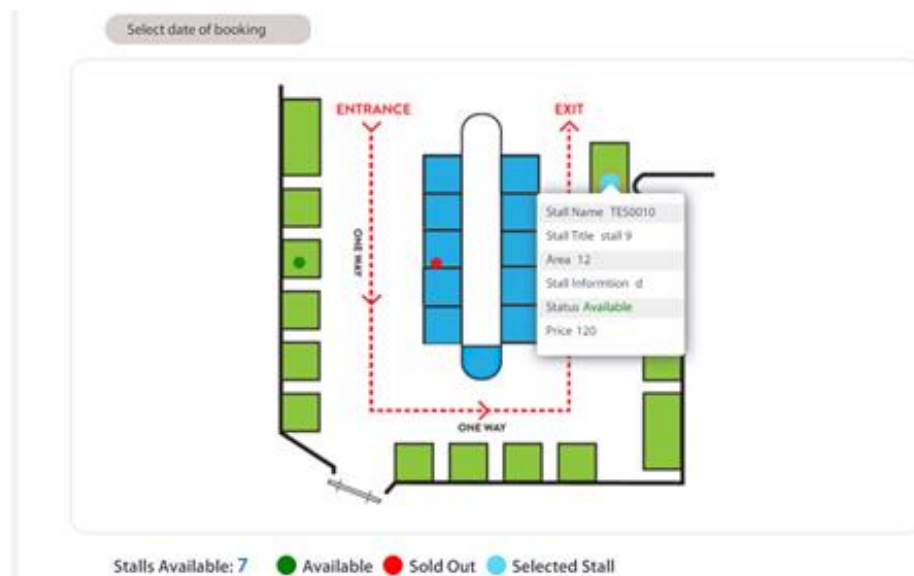 Select date of booking
ENTRANCE
EXIT
ONE WAY
Stall Name TES0010
Stall Title stall 9
Area 12
Stall Informtion d
Status Available
Price 120
ONE WAY
Stalls Available: 7 Available Sold Out Selected Stall